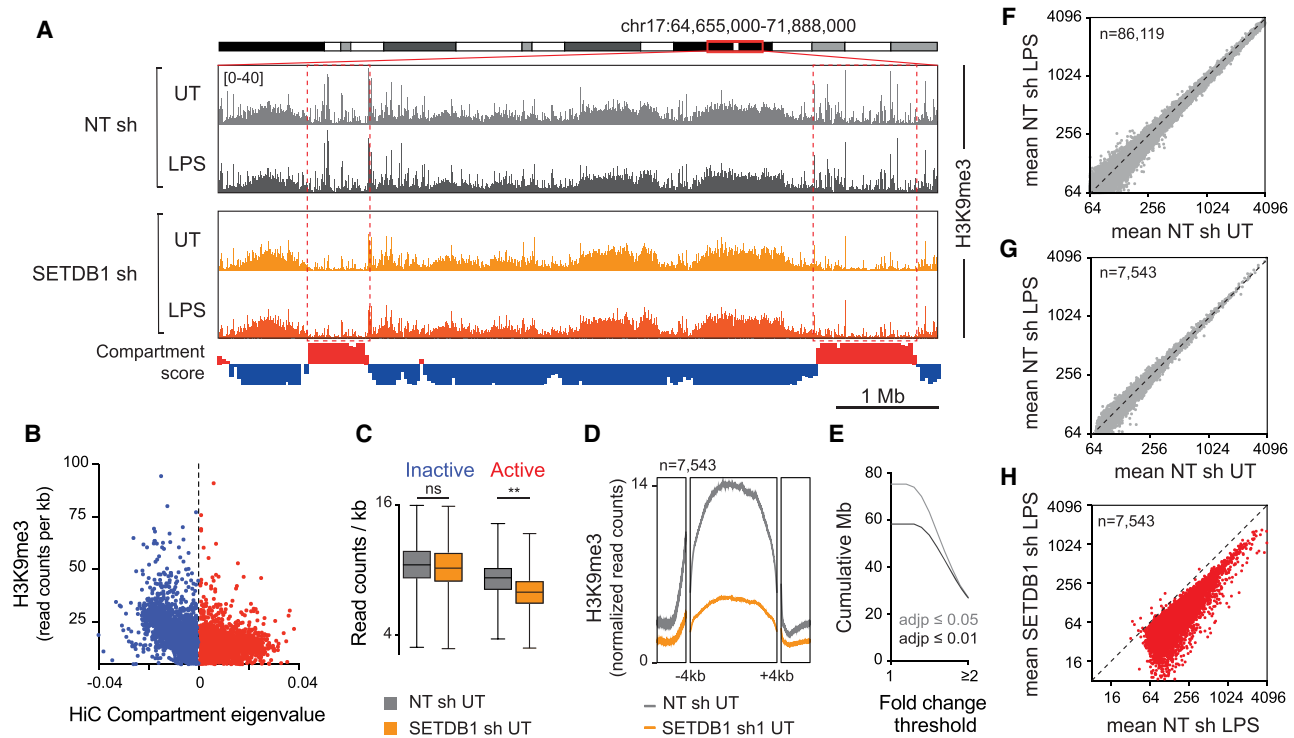 A
chr17:64,655,000-71,888,000
[0-40]
NT sh
UT
LPS
SETDB1 sh
UT
LPS
H3K9me3
Compartment
score
1 Mb
B
H3K9me3
(read counts per kb)
100
75
50
25
-0.04
0
0.04
HiC Compartment eigenvalue
C
Inactive
Active
ns
**
Read counts / kb
16
4
NT sh UT
SETDB1 sh UT
D
n=7,543
H3K9me3
(normalized read counts)
14
0
-4kb
+4kb
NT sh UT
SETDB1 sh1 UT
E
Cumulative Mb
80
60
40
20
0
adjp ≤ 0.05
adjp ≤ 0.01
1
≥2
Fold change
threshold
F
n=86,119
mean NT sh LPS
4096
1024
256
64
64
256
1024
4096
mean NT sh UT
G
n=7,543
mean NT sh LPS
4096
1024
256
64
64
256
1024
4096
mean NT sh UT
H
n=7,543
mean SETDB1 sh LPS
4096
1024
256
64
16
16
64
256
1024
4096
mean NT sh LPS